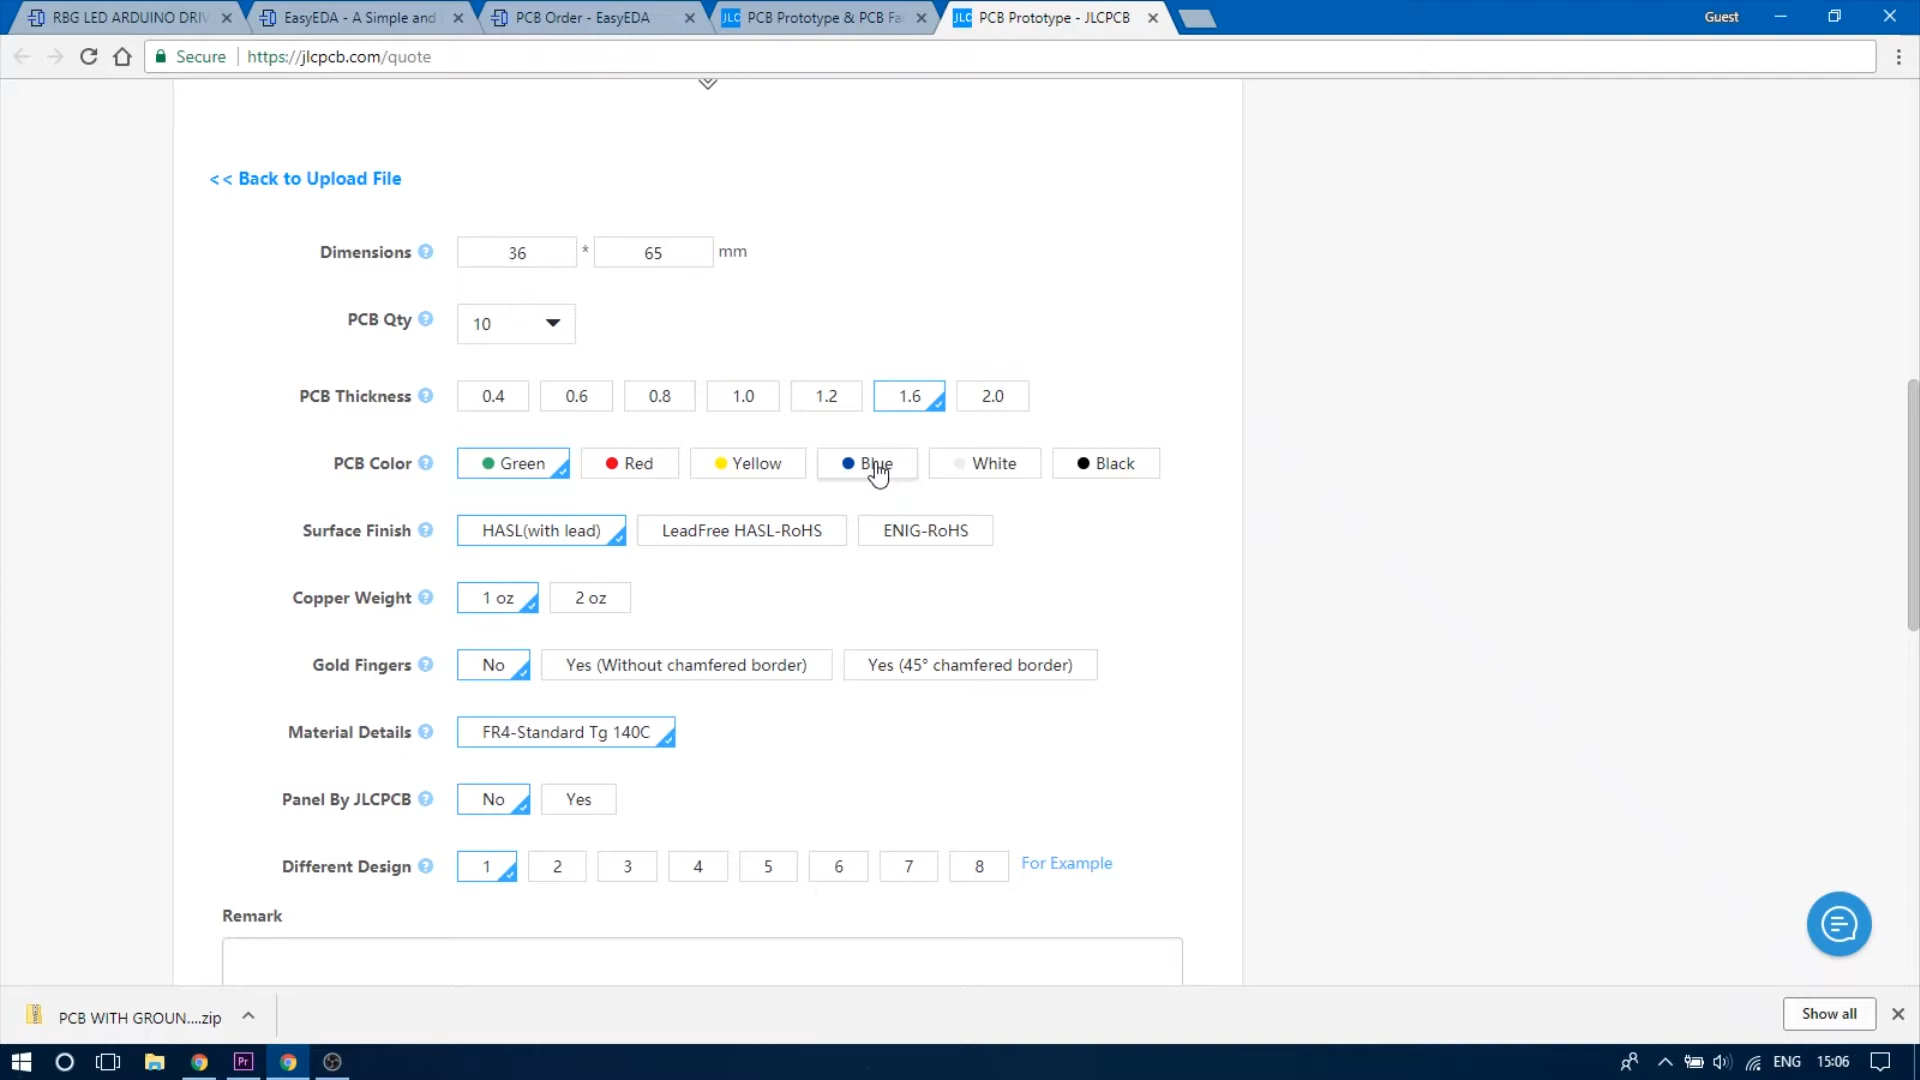 RBG LED ARDUINO DRIV
EasyEDA - A Simple and
PCB Order - EasyEDA
JLC PCB Prototype & PCB Fa
JLC PCB Prototype - JLCPCB
Guest
Secure https://jlcpcb.com/quote
<< Back to Upload File
Dimensions ? 36 * 65 mm
PCB Qty ? 10
PCB Thickness ? 0.4 0.6 0.8 1.0 1.2 1.6 2.0
PCB Color ? Green Red Yellow Blue White Black
Surface Finish ? HASL(with lead) LeadFree HASL-RoHS ENIG-RoHS
Copper Weight ? 1 oz 2 oz
Gold Fingers ? No Yes (Without chamfered border) Yes (45° chamfered border)
Material Details ? FR4-Standard Tg 140C
Panel By JLCPCB ? No Yes
Different Design ? 1 2 3 4 5 6 7 8 For Example
Remark
PCB WITH GROUN....zip
Show all
Pr
ENG 15:06